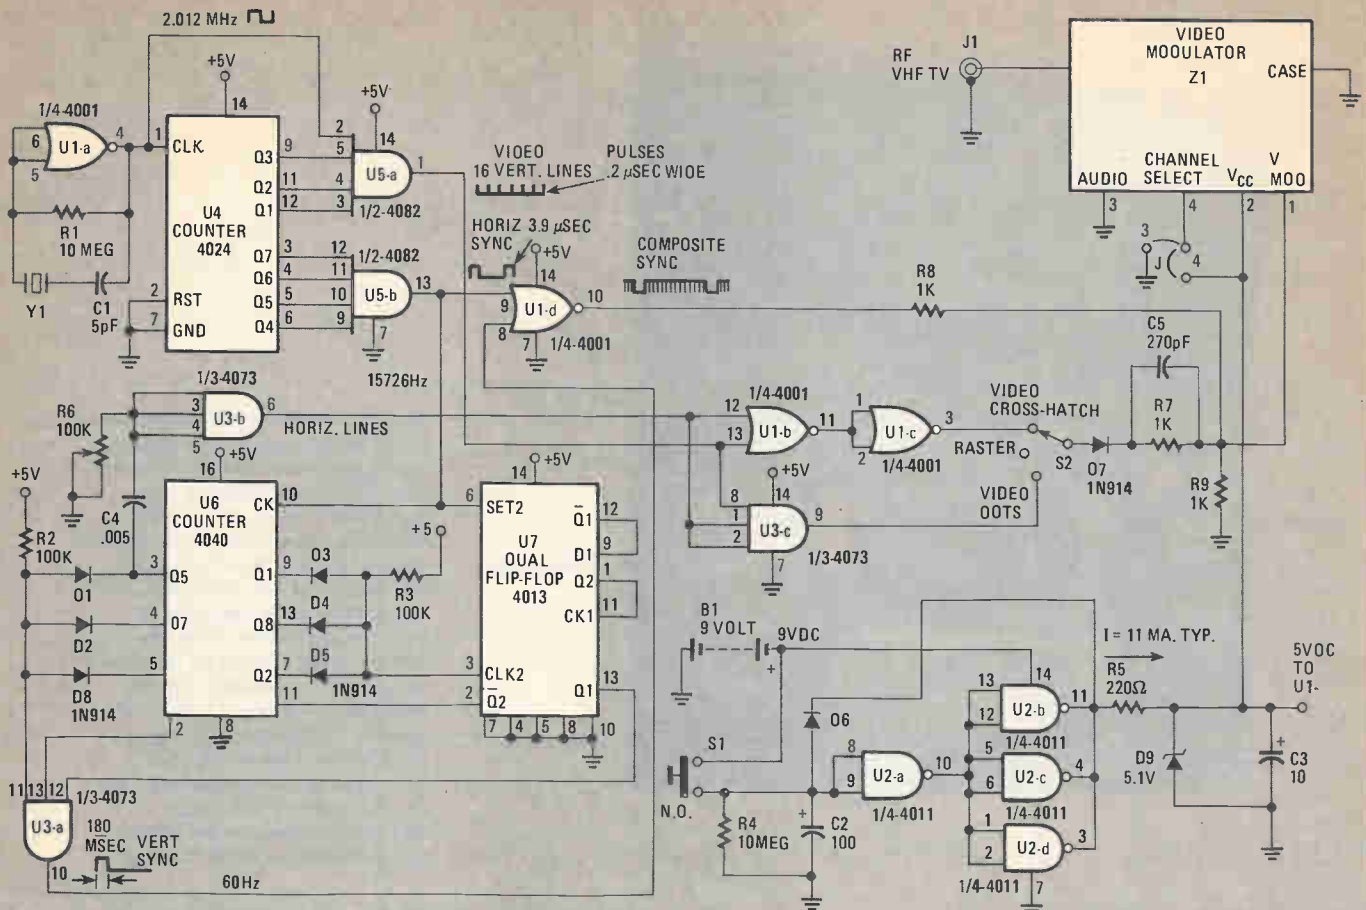 2.012 MHz
+5V
14
1/4-4001
6
5
U1-a
4
1
CLK
R1
10 MEG
Y1
C1
5pF
U4
COUNTER
4024
Q3
9
Q2
11
Q1
12
Q7
3
Q6
4
Q5
5
Q4
6
2
RST
7
GND
+5V
14
2
5
4
3
U5-a
1
1/2-4082
1/2-4082
12
11
10
9
U5-b
13
7
15726Hz
VIDEO
16 VERT. LINES
PULSES
.2 µSEC WIOE
HORIZ 3.9 µSEC
SYNC
+5V
14
9
8
U1-d
10
7
1/4-4001
COMPOSITE
SYNC
R8
1K
RF
VHF TV
J1
VIDEO
MOOULATOR
Z1
CASE
AUDIO
CHANNEL
SELECT
VCC
V
MOO
3
4
2
1
3
J
4
C5
270pF
R7
1K
R9
1K
1/3-4073
R6
100K
3
4
5
U3-b
6
HORIZ. LINES
+5V
16
+5V
R2
100K
C4
.005
U6
COUNTER
4040
CK
10
3
Q5
4
O7
5
Q1
9
Q8
13
Q2
7
11
2
8
O1
D2
D8
1N914
O3
D4
D5
1N914
+5
R3
100K
+5V
14
6
SET2
U7
DUAL
FLIP-FLOP
4013
Q1
12
D1
9
Q2
1
CK1
11
3
CLK2
2
Q2
Q1
13
7
4
5
8
10
1/4-4001
12
13
U1-b
11
1
2
U1-c
3
1/4-4001
VIDEO
CROSS-HATCH
RASTER
VIDEO
OOTS
S2
O7
1N914
+5V
14
8
1
2
U3-c
9
1/3-4073
7
11
13
12
1/3-4073
U3-a
10
180
MSEC
VERT
SYNC
60Hz
B1
9 VOLT
+
9VDC
S1
N.O.
R4
10MEG
O6
+
C2
100
8
9
U2-a
10
1/4-4011
14
13
12
U2-b
11
1/4-4011
5
6
U2-c
4
1/4-4011
1
2
U2-d
3
1/4-4011
7
I = 11 MA. TYP.
R5
220Ω
D9
5.1V
+
C3
10
5VOC
TO
U1-